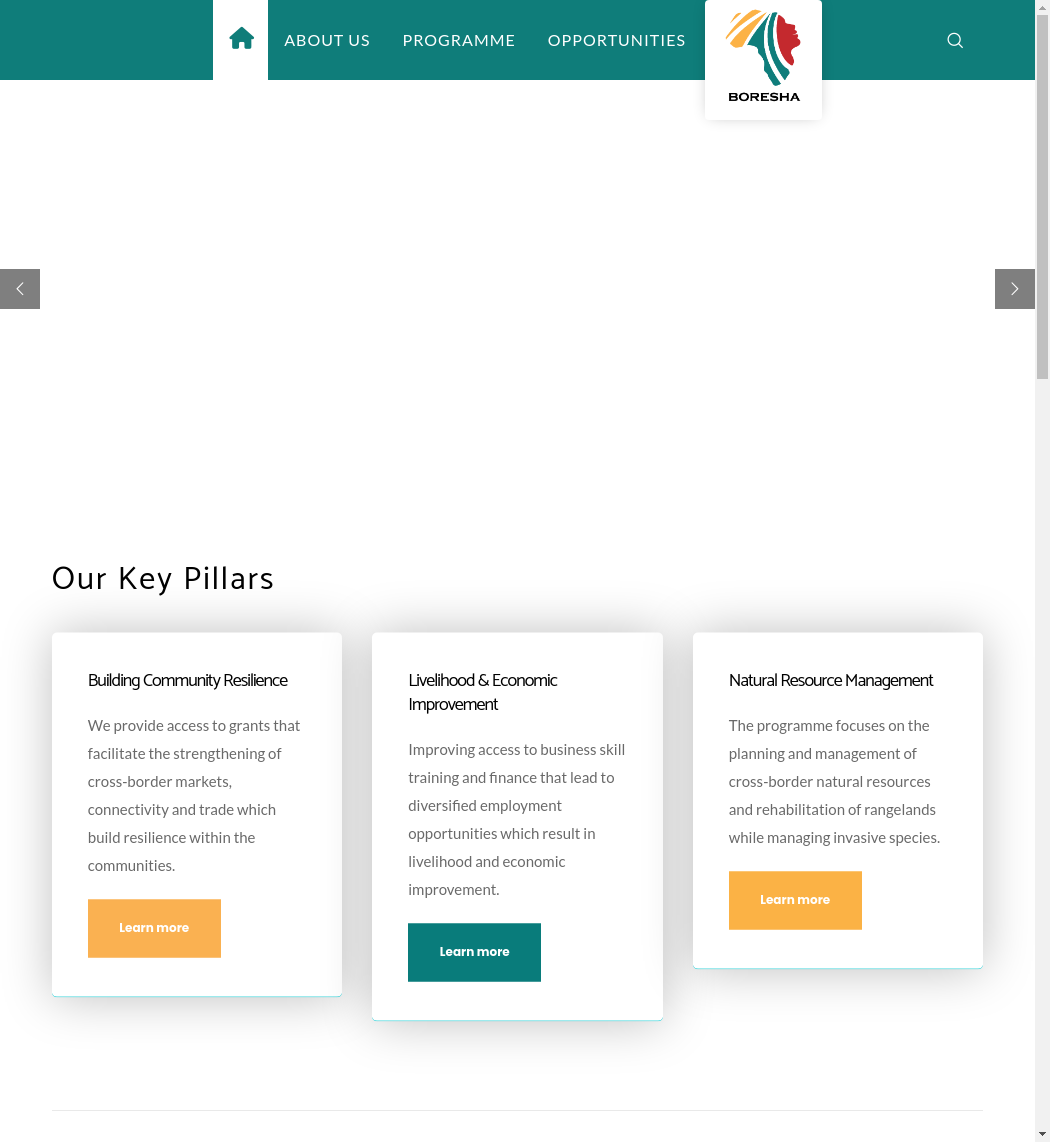 ABOUT US
PROGRAMME
OPPORTUNITIES
BORESHA
Our Key Pillars
Building Community Resilience
We provide access to grants that
facilitate the strengthening of
cross-border markets,
connectivity and trade which
build resilience within the
communities.
Learn more
Livelihood & Economic
Improvement
Improving access to business skill
training and finance that lead to
diversified employment
opportunities which result in
livelihood and economic
improvement.
Learn more
Natural Resource Management
The programme focuses on the
planning and management of
cross-border natural resources
and rehabilitation of rangelands
while managing invasive species.
Learn more